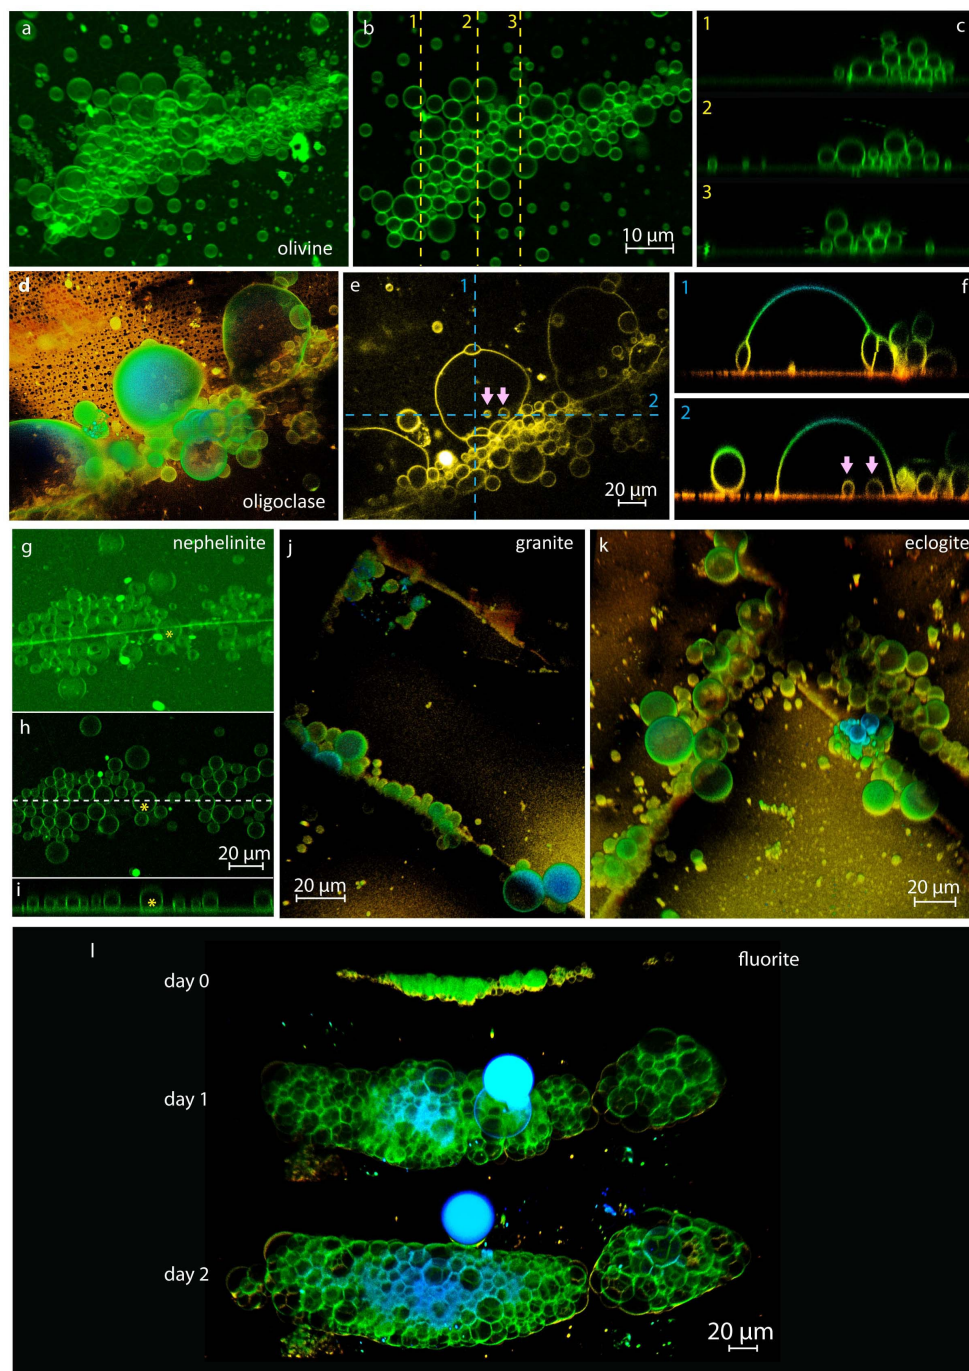 a
olivine
b
1 2 3
10 µm
c
1
2
3
d
oligoclase
e
1
2
20 µm
f
1
2
g
nephelinite
*
h
*
20 µm
i
*
j
granite
20 µm
k
eclogite
20 µm
l
fluorite
day 0
day 1
day 2
20 µm